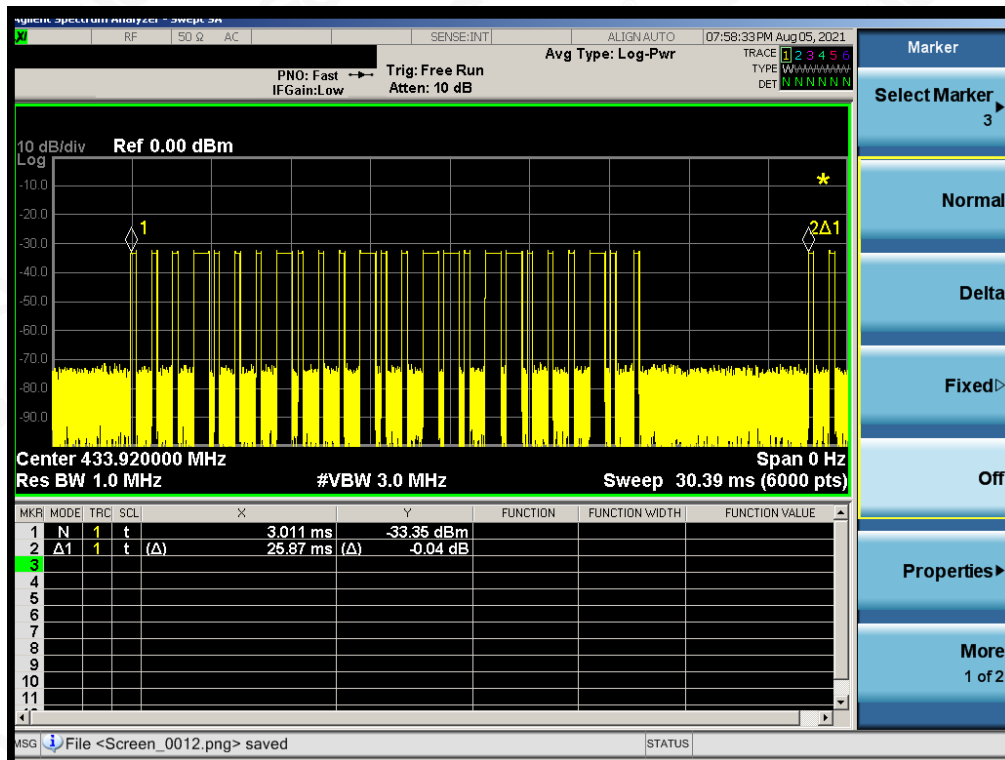 Agilent Spectrum Analyzer - Swept SA
XI RF 50 Ω AC SENSE:INT ALIGN AUTO 07:58:33 PM Aug 05, 2021
PNO: Fast
IFGain:Low
Trig: Free Run
Atten: 10 dB
Avg Type: Log-Pwr
TRACE 1 2 3 4 5 6
TYPE WWWWWW
DET N N N N N N
10 dB/div Ref 0.00 dBm
Log
-10.0
-20.0
-30.0
-40.0
-50.0
-60.0
-70.0
-80.0
-90.0
1
2Δ1
*
Center 433.920000 MHz Span 0 Hz
Res BW 1.0 MHz #VBW 3.0 MHz Sweep 30.39 ms (6000 pts)
MKR MODE TRC SCL X Y FUNCTION FUNCTION WIDTH FUNCTION VALUE
1 N 1 t 3.011 ms -33.35 dBm
2 Δ1 1 t (Δ) 25.87 ms (Δ) -0.04 dB
3
4
5
6
7
8
9
10
11
MSG File <Screen_0012.png> saved STATUS
Marker
Select Marker
3
Normal
Delta
Fixed
Off
Properties
More
1 of 2